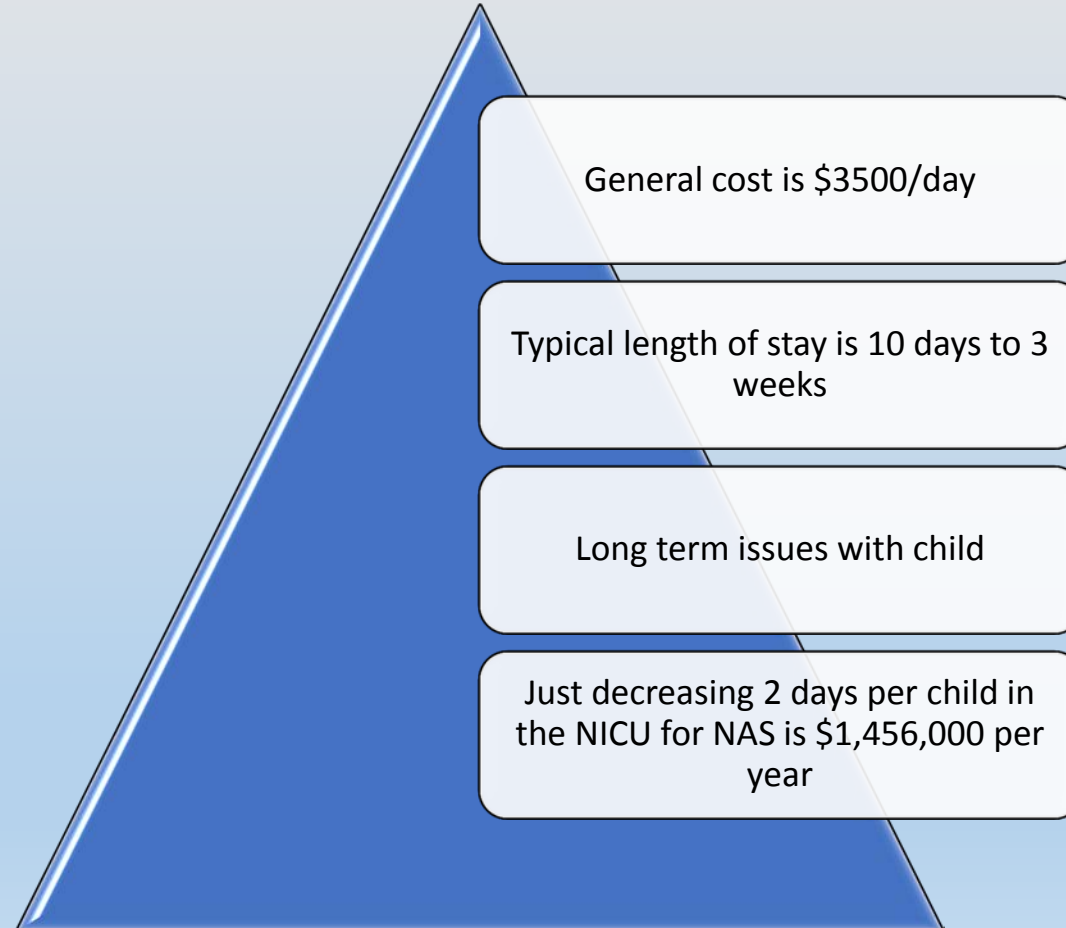 General cost is $3500/day
Typical length of stay is 10 days to 3
weeks
Long term issues with child
Just decreasing 2 days per child in
the NICU for NAS is $1,456,000 per
year